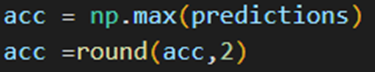 acc = np.max(predictions)
acc =round(acc,2)